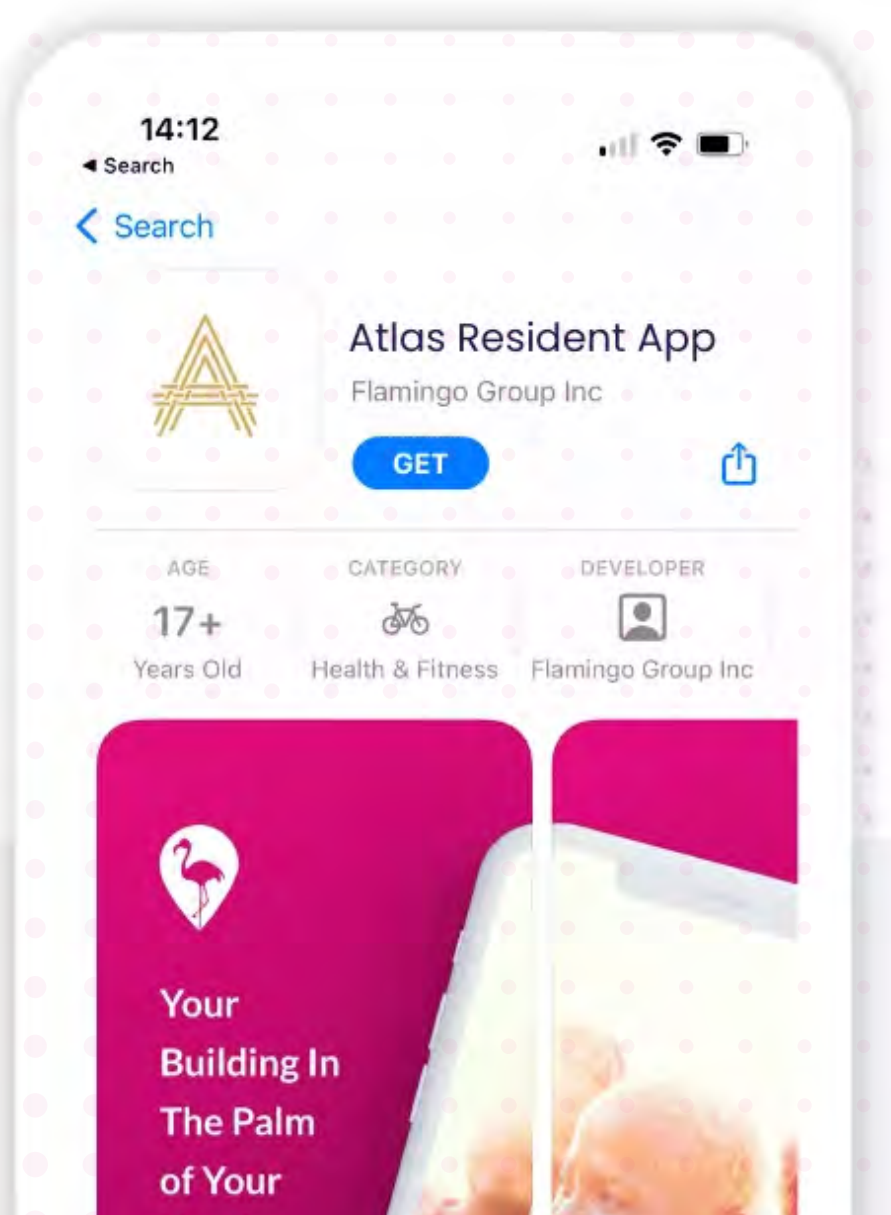 14:12
◀ Search
Search
Atlas Resident App
Flamingo Group Inc
GET
AGE CATEGORY DEVELOPER
17+
Years Old Health & Fitness Flamingo Group Inc
Your
Building In
The Palm
of Your